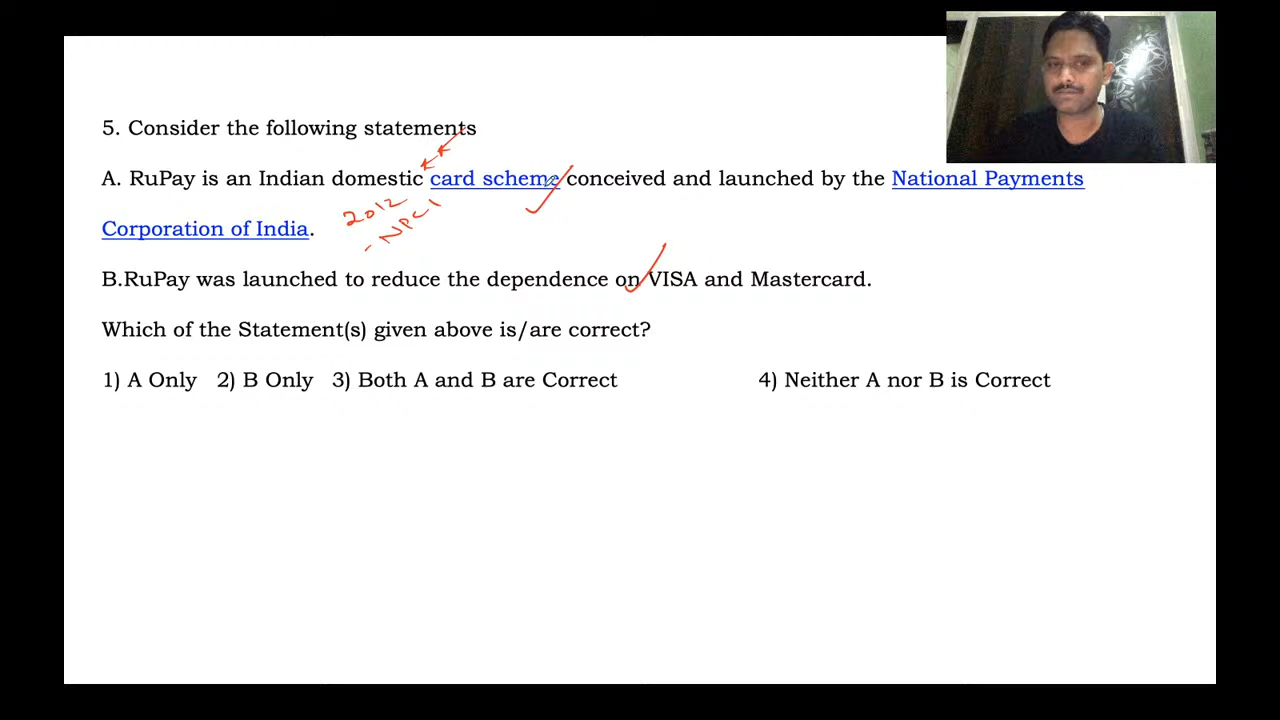 5. Consider the following statements
A. RuPay is an Indian domestic card scheme conceived and launched by the National Payments
2012
Corporation of India.
- NPCI
B.RuPay was launched to reduce the dependence on VISA and Mastercard.
Which of the Statement(s) given above is/are correct?
1) A Only 2) B Only 3) Both A and B are Correct 4) Neither A nor B is Correct